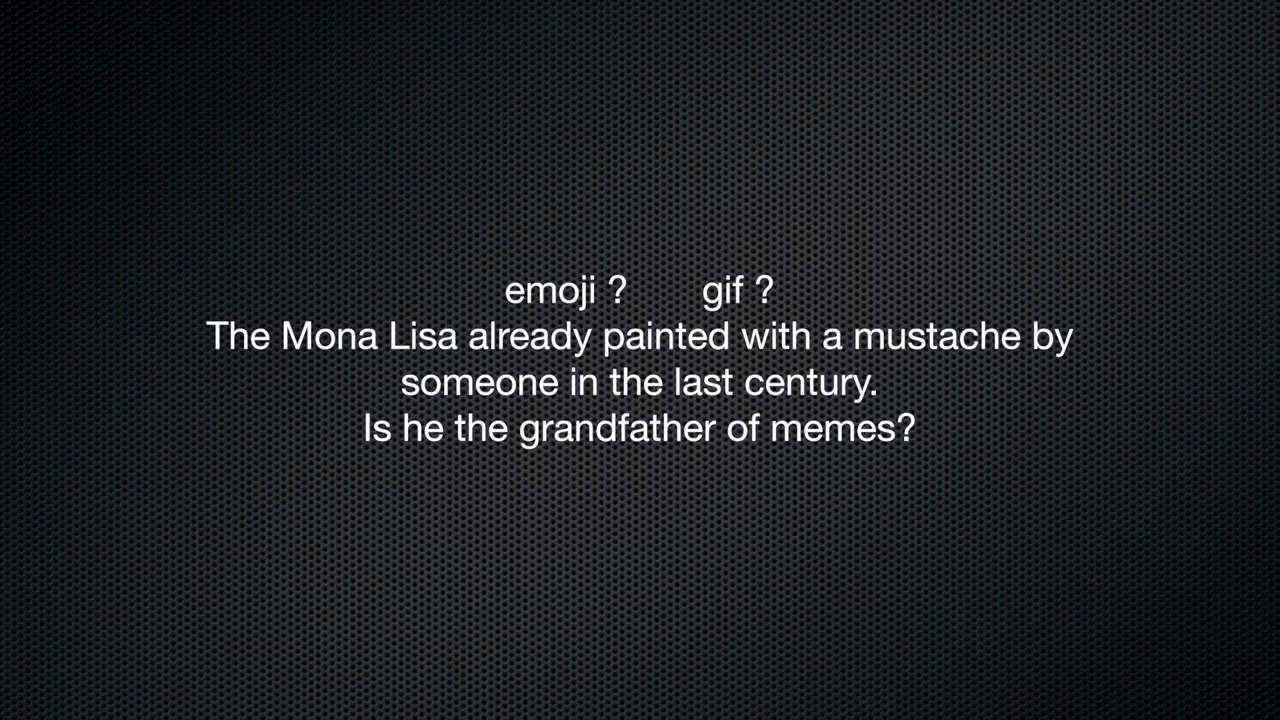 emoji ? gif ?
The Mona Lisa already painted with a mustache by
someone in the last century.
Is he the grandfather of memes?